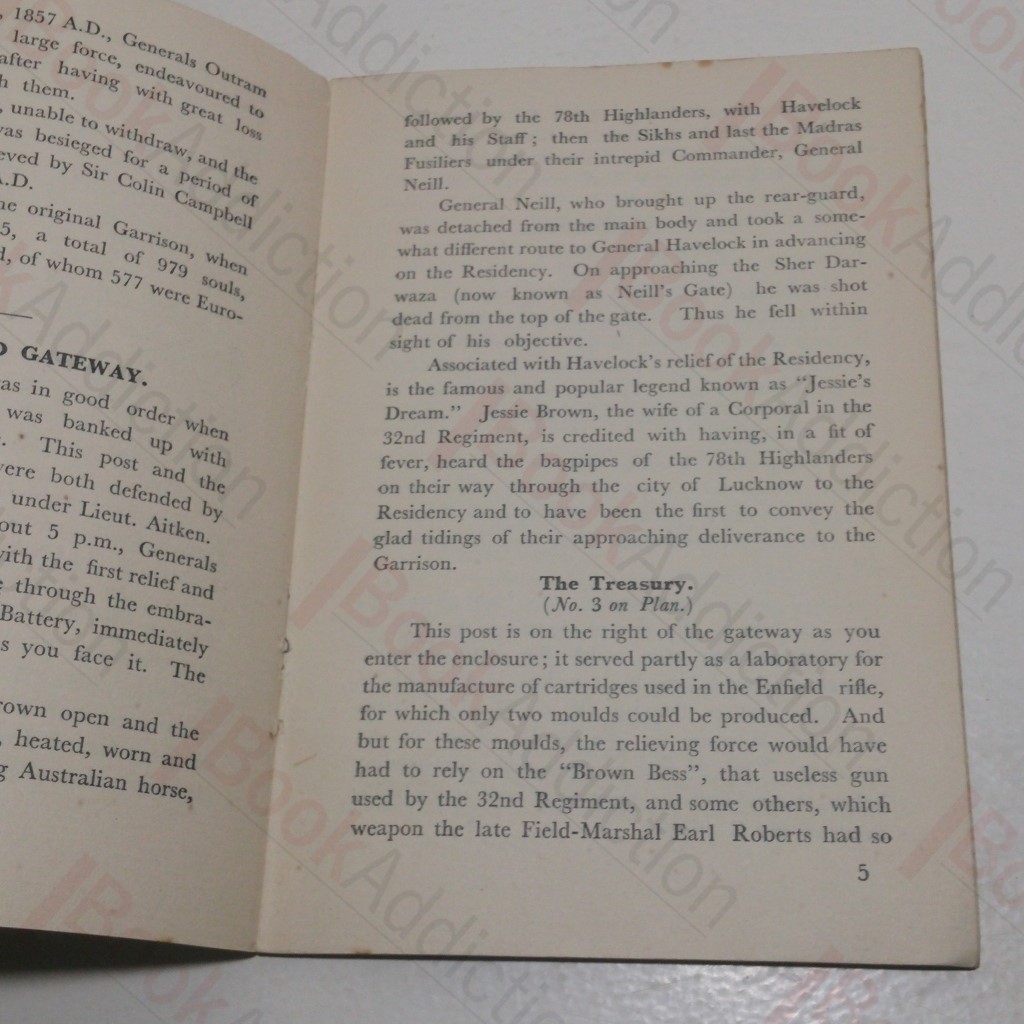 , 1857 A.D., Generals Outram
large force, endeavoured to
after having with great loss
h them.
, unable to withdraw, and the
was besieged for a period of
eved by Sir Colin Campbell
A.D.
he original Garrison, when
5, a total of 979 souls,
d, of whom 577 were Euro-
D GATEWAY.
as in good order when
was banked up with
This post and the
were both defended by
under Lieut. Aitken.
out 5 p.m., Generals
with the first relief and
e through the embra-
Battery, immediately
s you face it. The
rown open and the
, heated, worn and
g Australian horse,
followed by the 78th Highlanders, with Havelock
and his Staff; then the Sikhs and last the Madras
Fusiliers under their intrepid Commander, General
Neill.
General Neill, who brought up the rear-guard,
was detached from the main body and took a some-
what different route to General Havelock in advancing
on the Residency. On approaching the Sher Dar-
waza (now known as Neill's Gate) he was shot
dead from the top of the gate. Thus he fell within
sight of his objective.
Associated with Havelock's relief of the Residency,
is the famous and popular legend known as "Jessie's
Dream." Jessie Brown, the wife of a Corporal in the
32nd Regiment, is credited with having, in a fit of
fever, heard the bagpipes of the 78th Highlanders
on their way through the city of Lucknow to the
Residency and to have been the first to convey the
glad tidings of their approaching deliverance to the
Garrison.
The Treasury.
(No. 3 on Plan.)
This post is on the right of the gateway as you
enter the enclosure; it served partly as a laboratory for
the manufacture of cartridges used in the Enfield rifle,
for which only two moulds could be produced. And
but for these moulds, the relieving force would have
had to rely on the "Brown Bess", that useless gun
used by the 32nd Regiment, and some others, which
weapon the late Field-Marshal Earl Roberts had so
5
BookAddiction